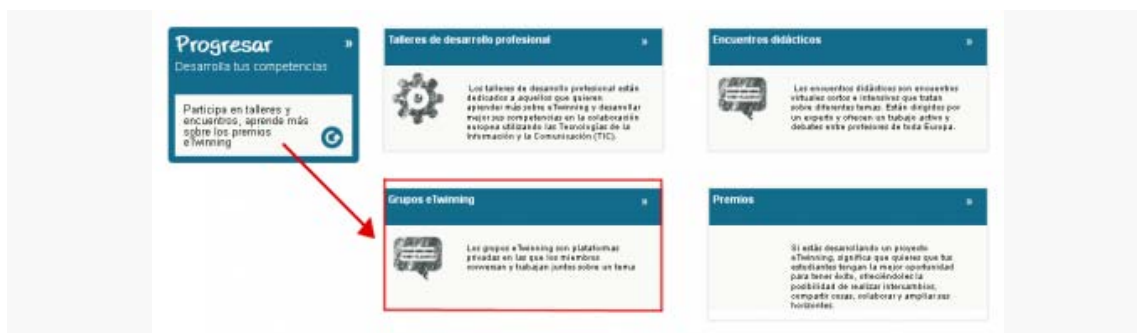 Progresar »
Desarrolla tus competencias
Participa en talleres y
encuentros, aprende más
sobre los premios
eTwinning
Talleres de desarrollo profesional »
Los talleres de desarrollo profesional están
dedicados a aquellos que quieren
aprender más sobre eTwinning y desarrollar
mejor sus competencias en la colaboración
europea utilizando las Tecnologías de la
Información y la Comunicación (TIC).
Encuentros didácticos »
Los encuentros didácticos son encuentros
virtuales cortos e intensivos que tratan
sobre diferentes temas. Están dirigidos por
un experto y ofrecen un trabajo activo y
debates entre profesores de toda Europa.
Grupos eTwinning »
Los grupos eTwinning son plataformas
privadas en las que los miembros
conversan y trabajan juntos sobre un tema
Premios »
Si estás desarrollando un proyecto
eTwinning, significa que quieres que tus
estudiantes tengan la mejor oportunidad
para tener éxito, ofreciéndoles la
posibilidad de realizar intercambios,
compartir cosas, colaborar y ampliar sus
horizontes.